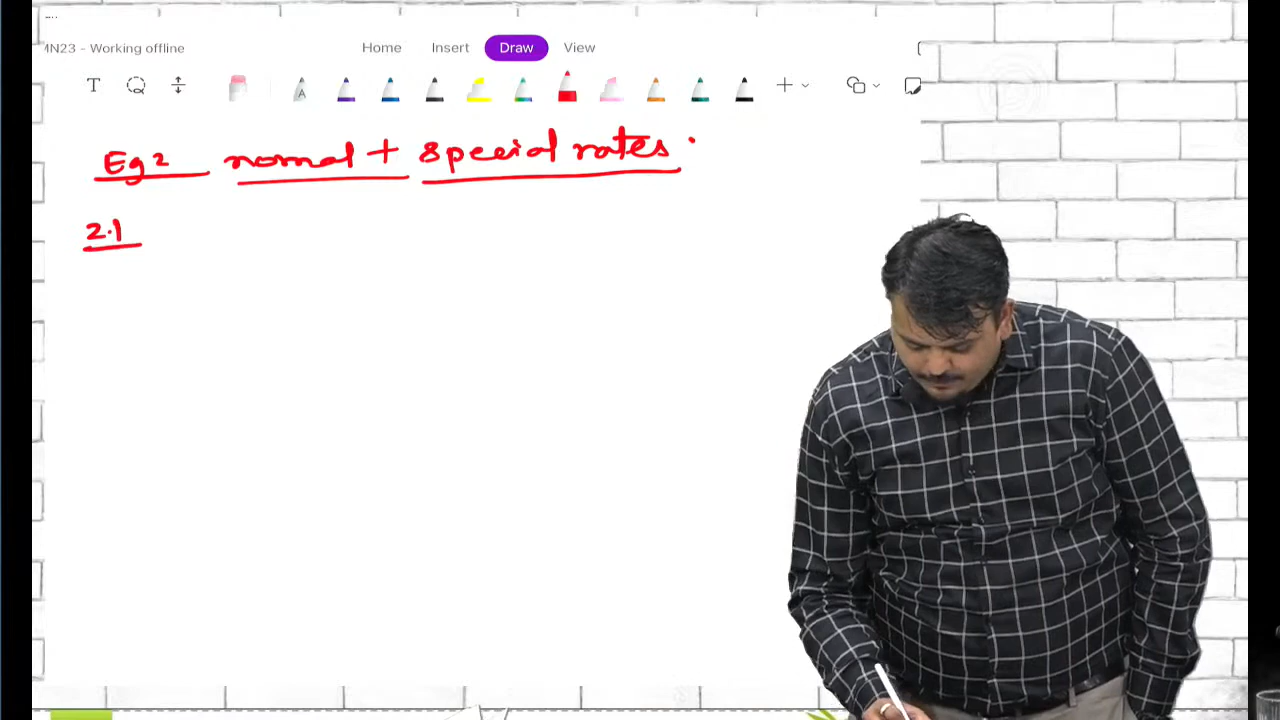 MN23 - Working offline
Home Insert Draw View
T A
Eg 2 normal + special rates.
2.1